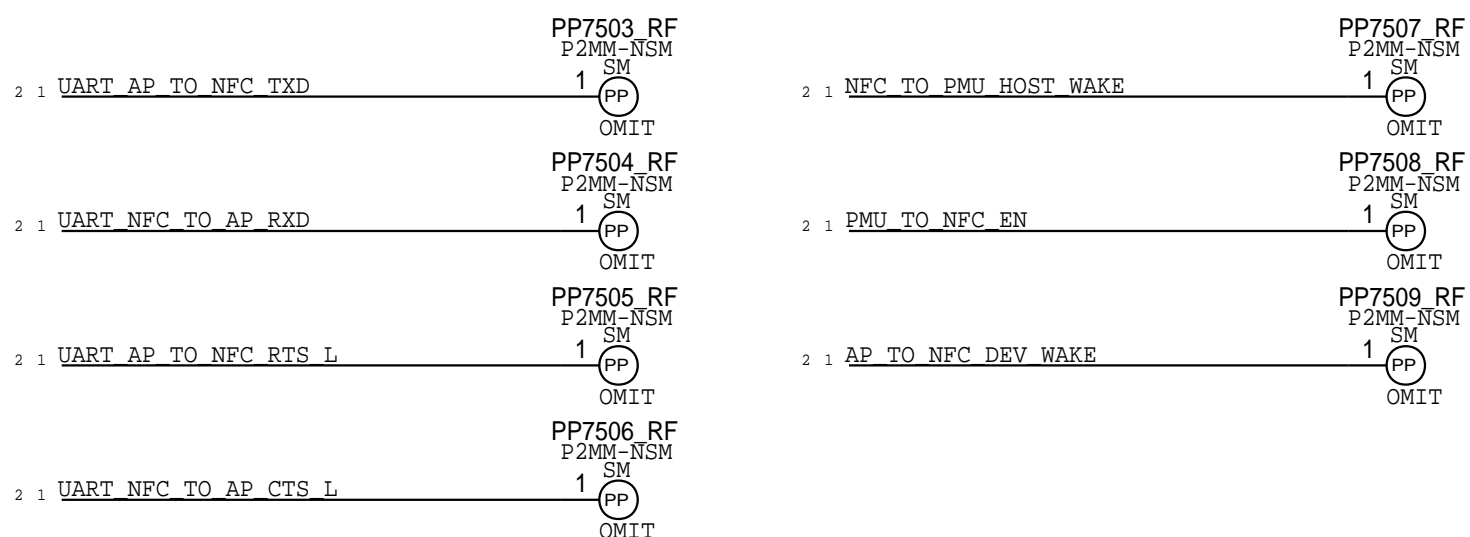 PP7503_RF
P2MM-NSM
SM
2 1 UART_AP_TO_NFC_TXD 1 PP
OMIT
PP7504_RF
P2MM-NSM
SM
2 1 UART_NFC_TO_AP_RXD 1 PP
OMIT
PP7505_RF
P2MM-NSM
SM
2 1 UART_AP_TO_NFC_RTS_L 1 PP
OMIT
PP7506_RF
P2MM-NSM
SM
2 1 UART_NFC_TO_AP_CTS_L 1 PP
OMIT
PP7507_RF
P2MM-NSM
SM
2 1 NFC_TO_PMU_HOST_WAKE 1 PP
OMIT
PP7508_RF
P2MM-NSM
SM
2 1 PMU_TO_NFC_EN 1 PP
OMIT
PP7509_RF
P2MM-NSM
SM
2 1 AP_TO_NFC_DEV_WAKE 1 PP
OMIT